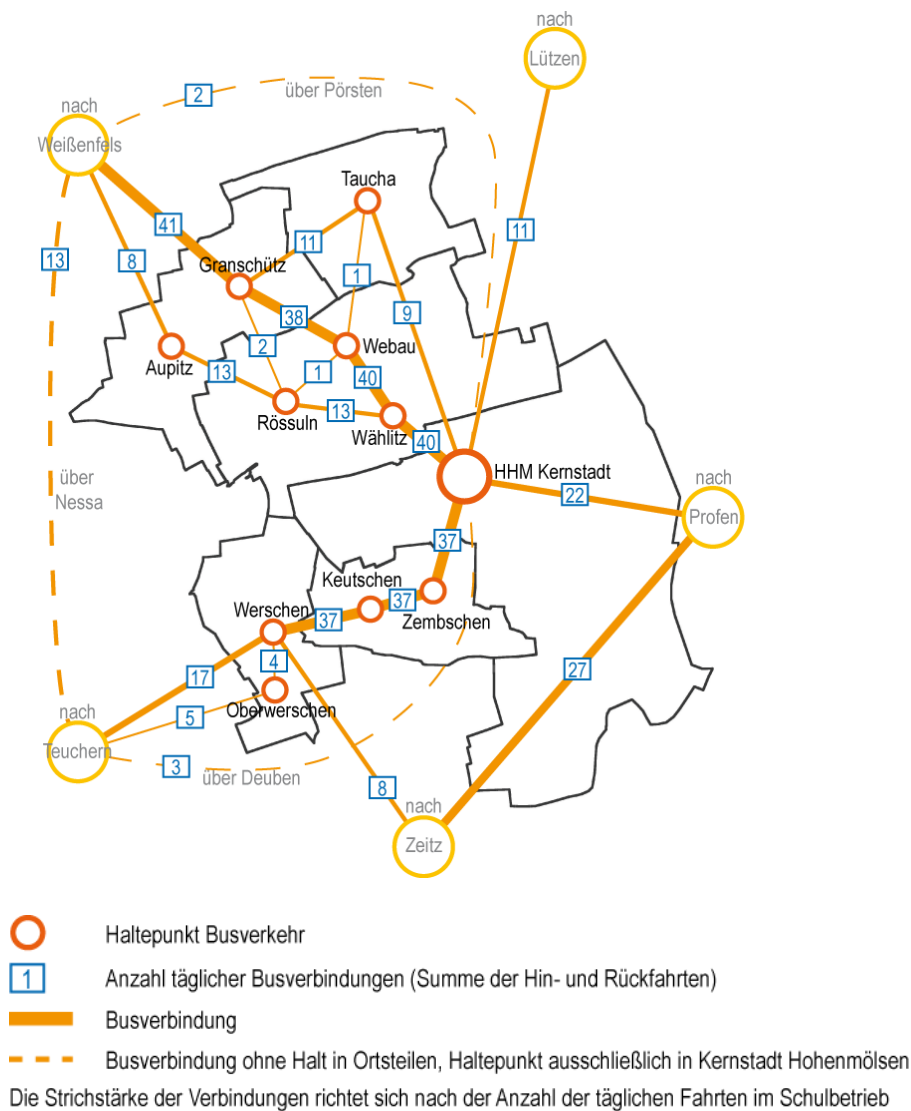 nach
Lützen
2
über Pörsten
nach
Weißenfels
Taucha
41
11
11
13
8
Granschütz
1
38
9
2
Webau
Aupitz
13
1
40
Rössuln
13
Wählitz
40
HHM Kernstadt
nach
über
Nessa
22
Profen
37
Keutschen
37
Werschen
37
Zembschen
4
17
27
5
Oberwerschen
nach
Teuchern
3
über Deuben
8
nach
Zeitz
Haltepunkt Busverkehr
1
Anzahl täglicher Busverbindungen (Summe der Hin- und Rückfahrten)
Busverbindung
Busverbindung ohne Halt in Ortsteilen, Haltepunkt ausschließlich in Kernstadt Hohenmölsen
Die Strichstärke der Verbindungen richtet sich nach der Anzahl der täglichen Fahrten im Schulbetrieb